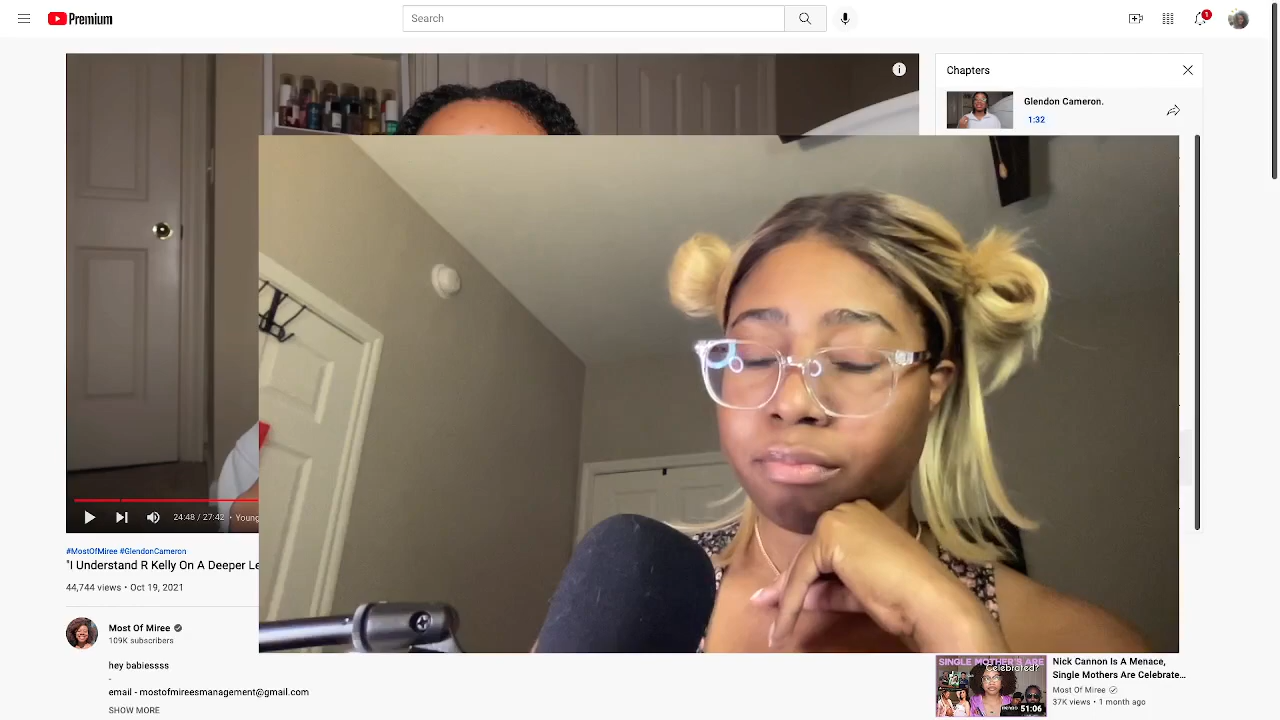 Premium
Search
1
Chapters
Glendon Cameron.
1:32
24:48 / 27:42 • Young
#MostOfMiree #GlendonCameron
"I Understand R Kelly On A Deeper Le
44,744 views • Oct 19, 2021
Most Of Miree
109K subscribers
hey babiessss
-
email - mostofmireesmanagement@gmail.com
SHOW MORE
SINGLE MOTHER'S ARE
Celebrated?
51:06
Nick Cannon Is A Menace,
Single Mothers Are Celebrate...
Most Of Miree
37K views • 1 month ago